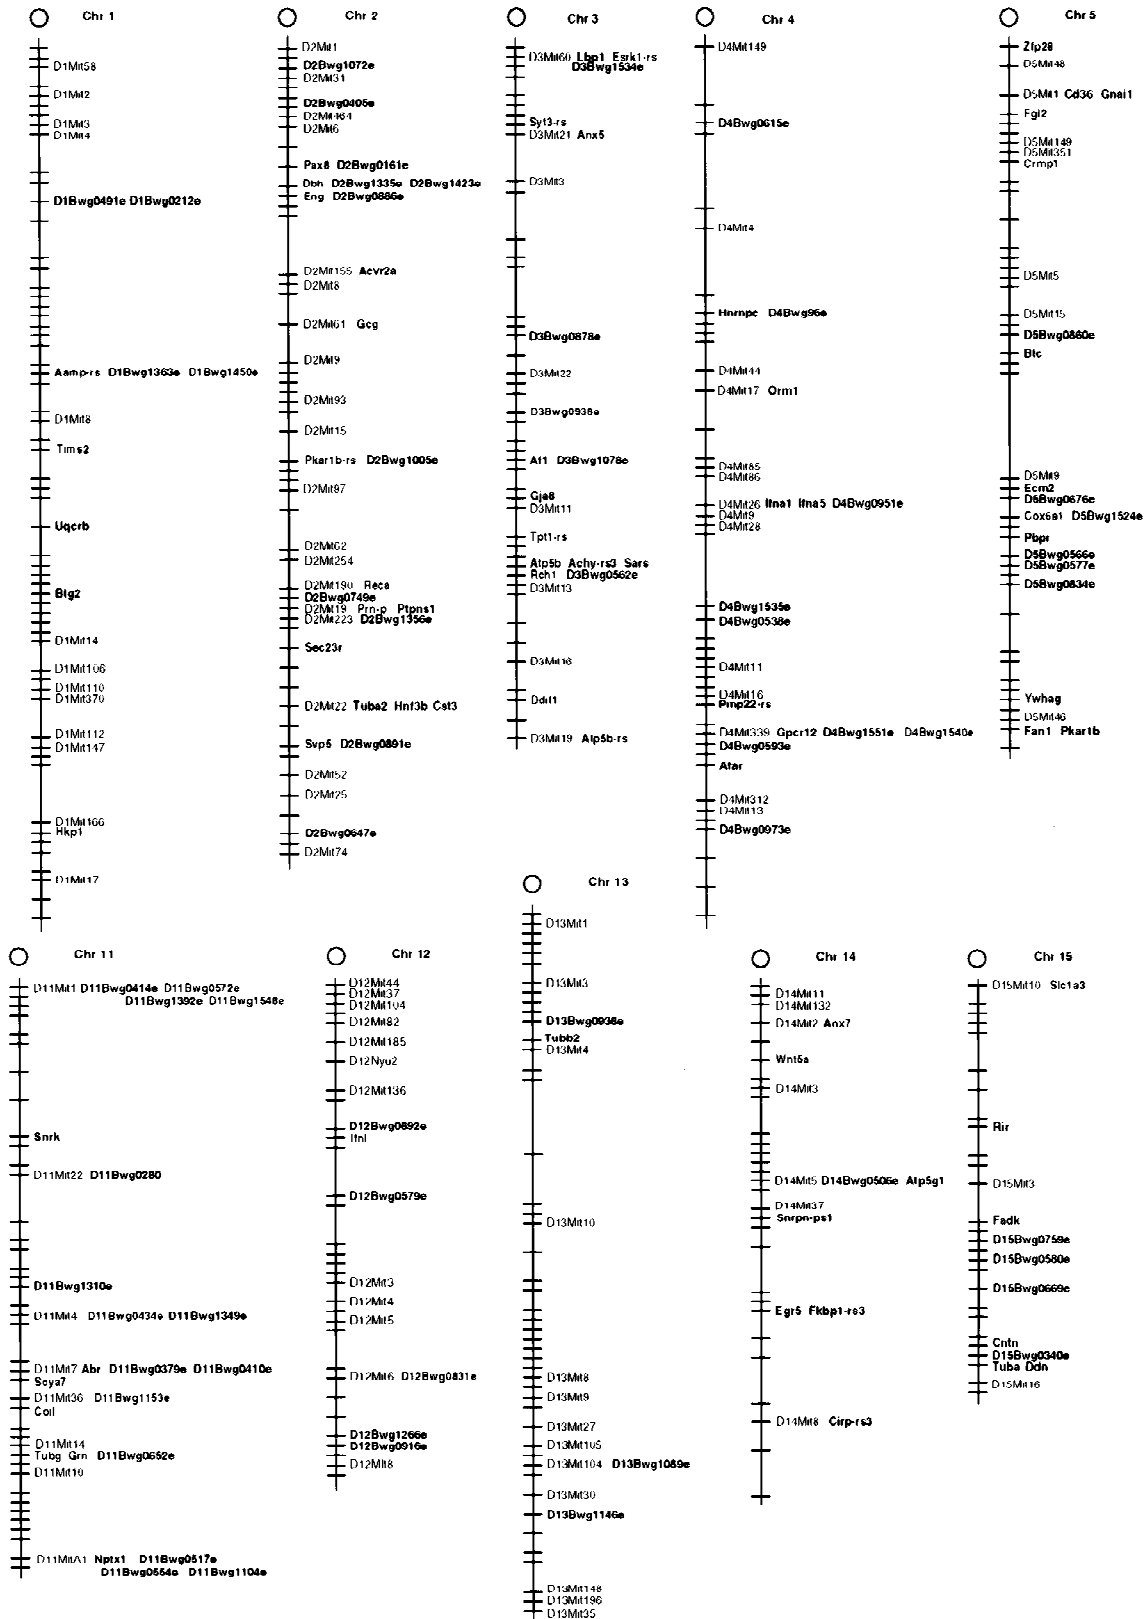 Chr 1
D1Mit58
D1Mit2
D1Mit3
D1Mit4
D1Bwg0491e D1Bwg0212e
Aamp-rs D1Bwg1363e D1Bwg1450e
D1Mit8
Tims2
Uqcrb
Btg2
D1Mit14
D1Mit106
D1Mit110
D1Mit370
D1Mit112
D1Mit147
D1Mit166
Hkp1
D1Mit17
Chr 2
D2Mit1
D2Bwg1072e
D2Mit31
D2Bwg0405e
D2Mit464
D2Mit6
Pax8 D2Bwg0161e
Dbh D2Bwg1335e D2Bwg1423e
Eng D2Bwg0886e
D2Mit155 Acvr2a
D2Mit8
D2Mit61 Gcg
D2Mit9
D2Mit93
D2Mit15
Pkar1b-rs D2Bwg1005e
D2Mit97
D2Mit62
D2Mit254
D2Mit190 Reca
D2Bwg0749e
D2Mit19 Prn-p Ptpns1
D2Mit223 D2Bwg1356e
Sec23r
D2Mit22 Tuba2 Hnf3b Cst3
Svp5 D2Bwg0891e
D2Mit52
D2Mit25
D2Bwg0647e
D2Mit74
Chr 3
D3Mit60 Lbp1 Esrk1-rs
D3Bwg1534e
Syt3-rs
D3Mit21 Anx5
D3Mit3
D3Bwg0878e
D3Mit22
D3Bwg0936e
Af1 D3Bwg1078e
Gja8
D3Mit11
Tpt1-rs
Atp5b Achy-rs3 Sars
Rch1 D3Bwg0562e
D3Mit13
D3Mit16
Ddit1
D3Mit19 Atp5b-rs
Chr 4
D4Mit149
D4Bwg0615e
D4Mit4
Hnrnpc D4Bwg96e
D4Mit44
D4Mit17 Orm1
D4Mit85
D4Mit86
D4Mit26 Ifna1 Ifna5 D4Bwg0951e
D4Mit9
D4Mit28
D4Bwg1535e
D4Bwg0538e
D4Mit11
D4Mit16
Pmp22-rs
D4Mit339 Gpcr12 D4Bwg1551e D4Bwg1540e
D4Bwg0593e
Afar
D4Mit312
D4Mit13
D4Bwg0973e
Chr 5
Zfp28
D5Mit48
D5Mit1 Cd36 Gnai1
Fgl2
D5Mit149
D5Mit351
Crmp1
D5Mit5
D5Mit15
D5Bwg0860e
Btc
D5Mit9
Ecm2
D5Bwg0676e
Cox6a1 D5Bwg1524e
Pbpr
D5Bwg0566e
D5Bwg0577e
D5Bwg0834e
Ywhag
D5Mit46
Fan1 Pkar1b
Chr 11
D11Mit1 D11Bwg0414e D11Bwg0572e
D11Bwg1392e D11Bwg1548e
Snrk
D11Mit22 D11Bwg0280
D11Bwg1310e
D11Mit4 D11Bwg0434e D11Bwg1349e
D11Mit7 Abr D11Bwg0379e D11Bwg0410e
Scya7
D11Mit36 D11Bwg1153e
Coil
D11Mit14
Tubg Grn D11Bwg0652e
D11Mit10
D11MitA1 Nptx1 D11Bwg0517e
D11Bwg0554e D11Bwg1104e
Chr 12
D12Mit44
D12Mit37
D12Mit104
D12Mit82
D12Mit185
D12Nyu2
D12Mit136
D12Bwg0892e
Ifnl
D12Bwg0579e
D12Mit3
D12Mit4
D12Mit5
D12Mit6 D12Bwg0831e
D12Bwg1266e
D12Bwg0916e
D12Mit8
Chr 13
D13Mit1
D13Mit3
D13Bwg0936e
Tubb2
D13Mit4
D13Mit10
D13Mit8
D13Mit9
D13Mit27
D13Mit105
D13Mit104 D13Bwg1089e
D13Mit30
D13Bwg1146e
D13Mit148
D13Mit196
D13Mit35
Chr 14
D14Mit11
D14Mit132
D14Mit2 Anx7
Wnt5a
D14Mit3
D14Mit5 D14Bwg0506e Atp5g1
D14Mit37
Snrpn-ps1
Egr5 Fkbp1-rs3
D14Mit8 Cirp-rs3
Chr 15
D15Mit10 Slc1a3
Rir
D15Mit3
Fadk
D15Bwg0759e
D15Bwg0580e
D15Bwg0669e
Cntn
D15Bwg0340e
Tuba Ddn
D15Mit16